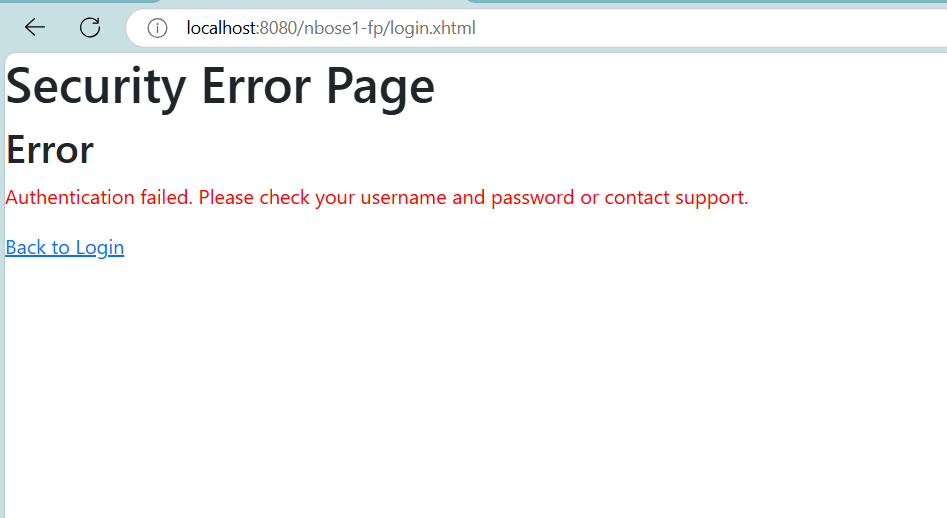 localhost:8080/nbose1-fp/login.xhtml
Security Error Page
Error
Authentication failed. Please check your username and password or contact support.
Back to Login